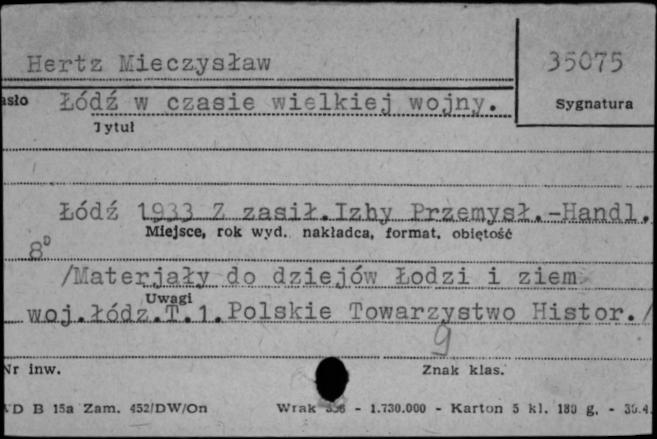 Hertz Mieczysław
35075
asło Łódź w czasie wielkiej wojny.
Sygnatura
Tytuł
Łódź 1933 Z zasił.Izby Przemysł.-Handl.
Miejsce, rok wyd. nakładca, format, obiętość
8°
/Materjały do dziejów Łodzi i ziem
Uwagi
woj.łódz.T.1.Polskie Towarzystwo Histor./
9
Nr inw.
Znak klas.
D B 15a Zam. 452/DW/On
Wrak - 1.730.000 - Karton 5 kl. 180 g. -